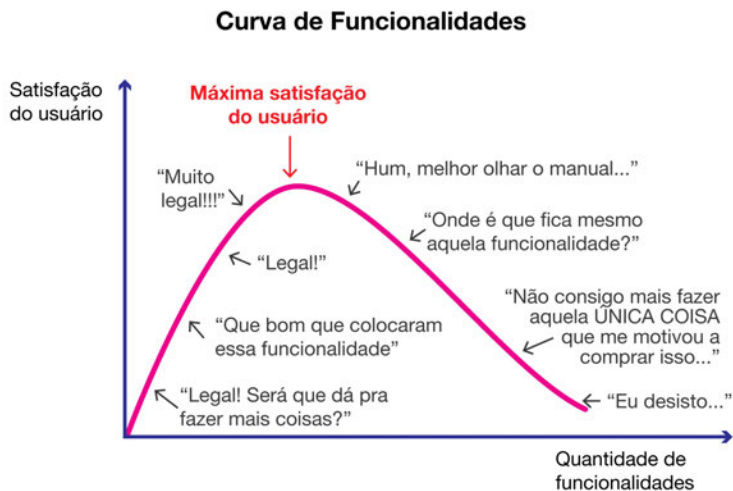 Curva de Funcionalidades
Satisfação
do usuário
Máxima satisfação
do usuário
“Muito
legal!!!”
“Hum, melhor olhar o manual...”
“Onde é que fica mesmo
aquela funcionalidade?”
“Legal!”
“Não consigo mais fazer
aquela ÚNICA COISA
que me motivou a
comprar isso...”
“Que bom que colocaram
essa funcionalidade”
“Legal! Será que dá pra
fazer mais coisas?”
“Eu desisto...”
Quantidade de
funcionalidades